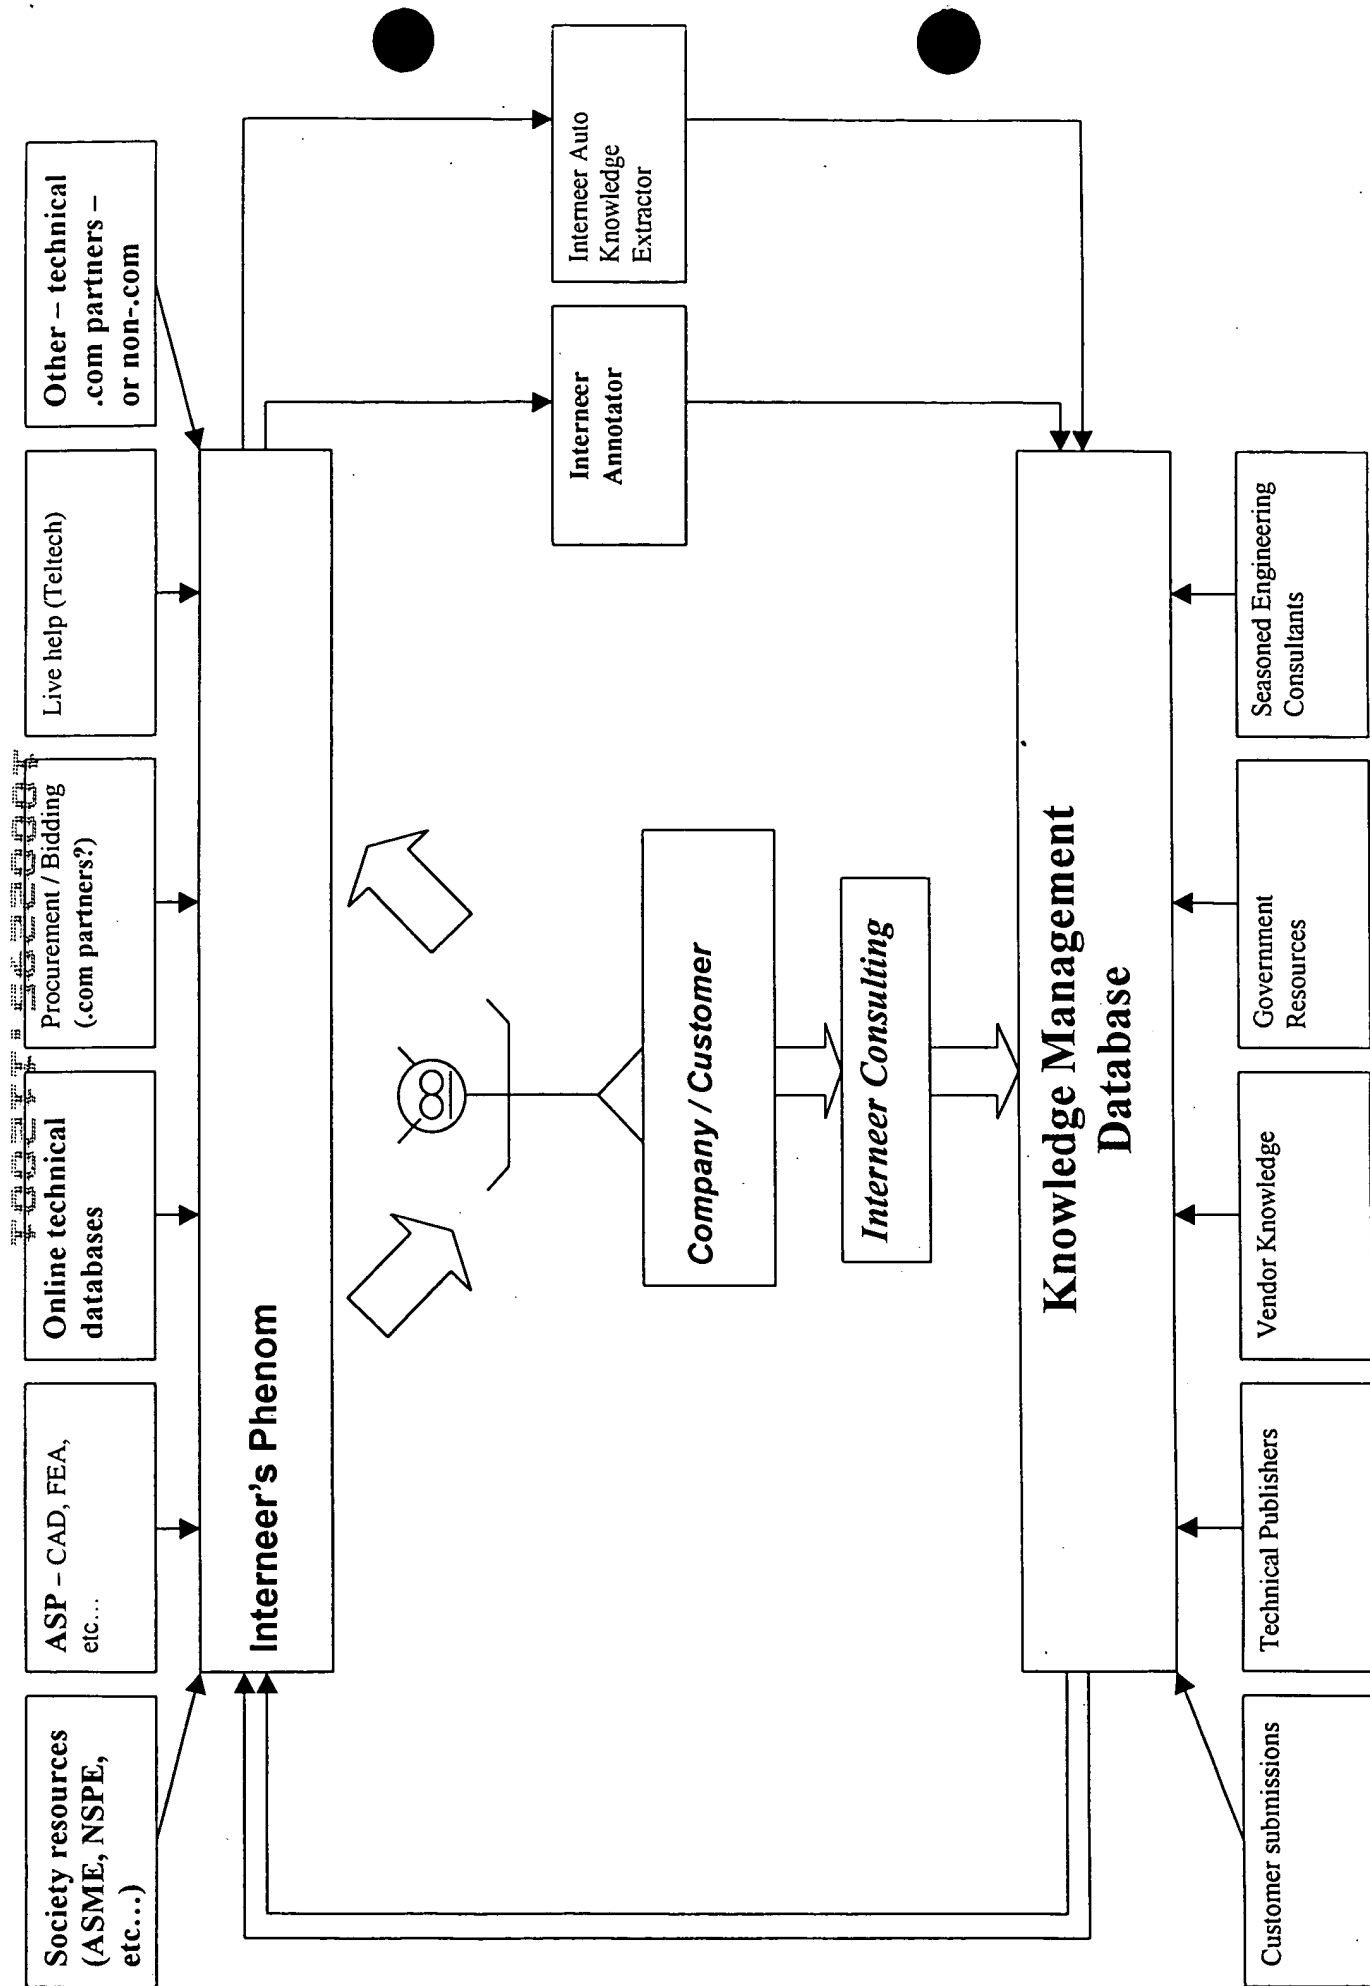 Society resources
(ASME, NSPE,
etc...)
ASP – CAD, FEA,
etc...
Online technical
databases
Procurement / Bidding
(.com partners?)
Live help (Teltech)
Other – technical
.com partners –
or non-.com
Interneer's Phenom
Interneer
Annotator
Interneer Auto
Knowledge
Extractor
Company / Customer
Interneer Consulting
Knowledge Management
Database
Customer submissions
Technical Publishers
Vendor Knowledge
Government
Resources
Seasoned Engineering
Consultants